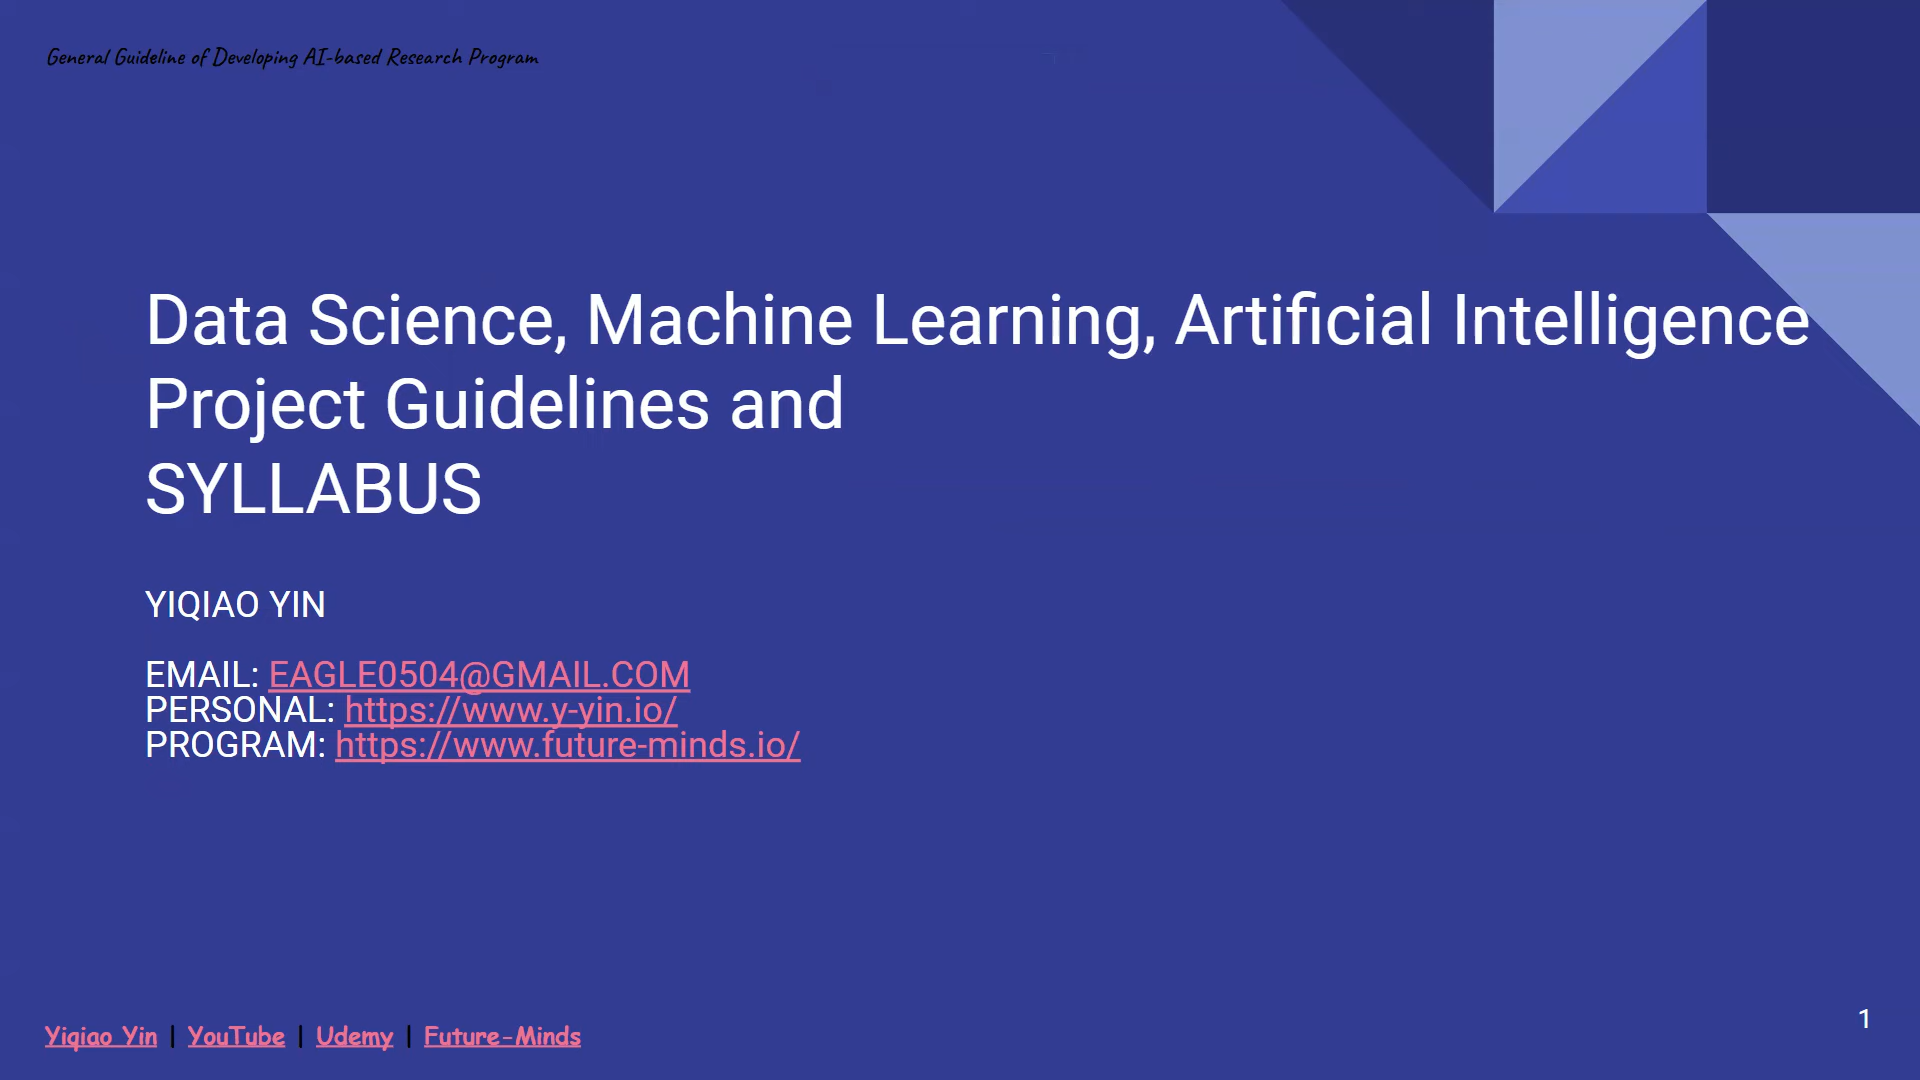 General Guideline of Developing AI-based Research Program
Data Science, Machine Learning, Artificial Intelligence
Project Guidelines and
SYLLABUS
YIQIAO YIN
EMAIL: EAGLE0504@GMAIL.COM
PERSONAL: https://www.y-yin.io/
PROGRAM: https://www.future-minds.io/
Yiqiao Yin | YouTube | Udemy | Future-Minds
1